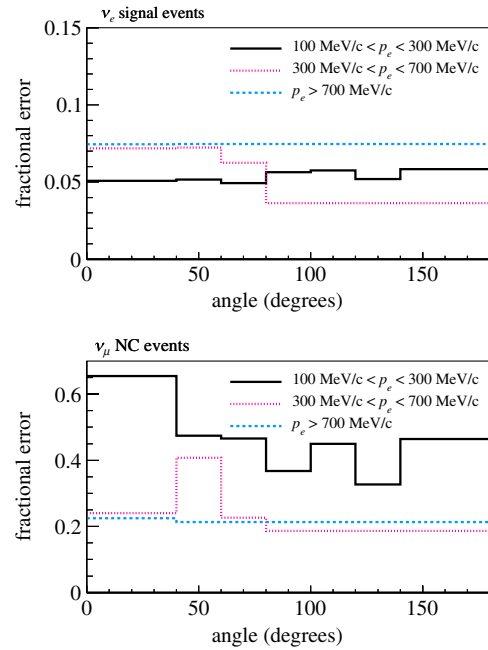 νₑ signal events
0.15
100 MeV/c < pₑ < 300 MeV/c
300 MeV/c < pₑ < 700 MeV/c
pₑ > 700 MeV/c
0.1
0.05
0
fractional error
0 50 100 150
angle (degrees)
ν_μ NC events
100 MeV/c < pₑ < 300 MeV/c
0.6
300 MeV/c < pₑ < 700 MeV/c
pₑ > 700 MeV/c
0.4
0.2
0
fractional error
0 50 100 150
angle (degrees)